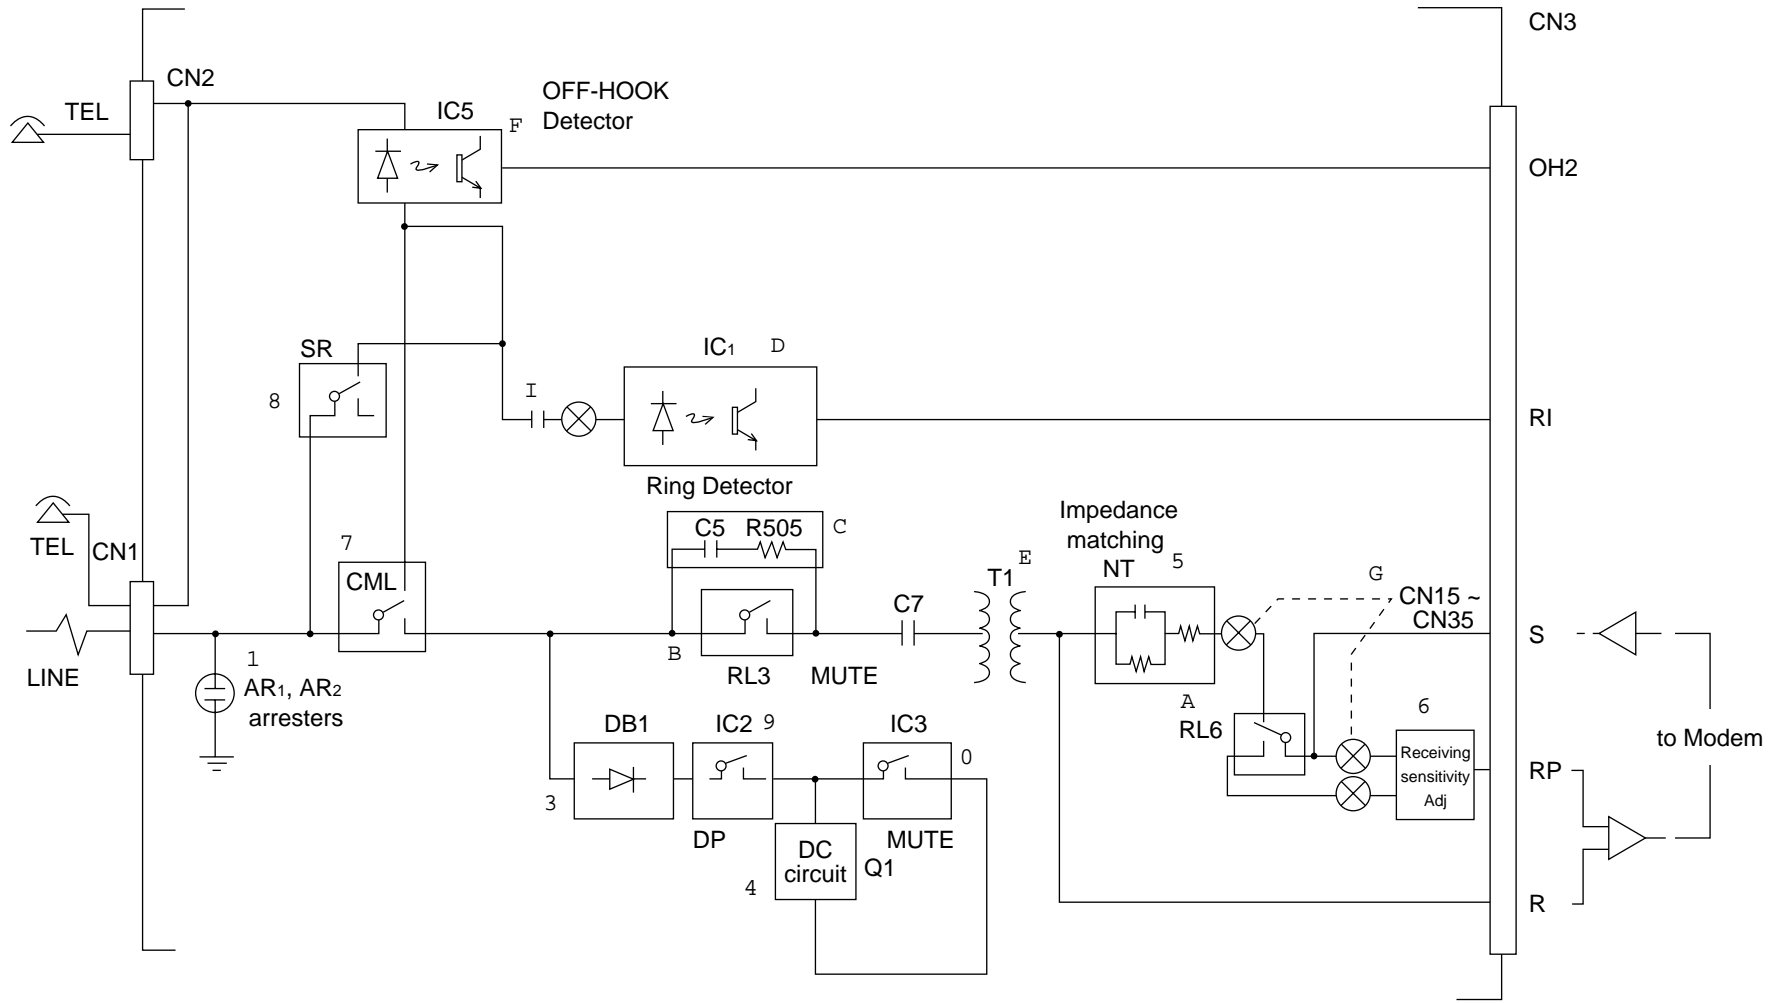 CN3
CN2
TEL
IC5
F
OFF-HOOK
Detector
OH2
SR
8
I
IC1
D
RI
Ring Detector
TEL
CN1
LINE
7
CML
1
AR1, AR2
arresters
C5 R505
C
B
RL3
MUTE
C7
T1
E
Impedance
matching
NT
5
G
CN15 ~
CN35
S
A
RL6
6
Receiving
sensitivity
Adj
to Modem
RP
R
DB1
3
IC2
9
DP
IC3
0
MUTE
DC
circuit
Q1
4